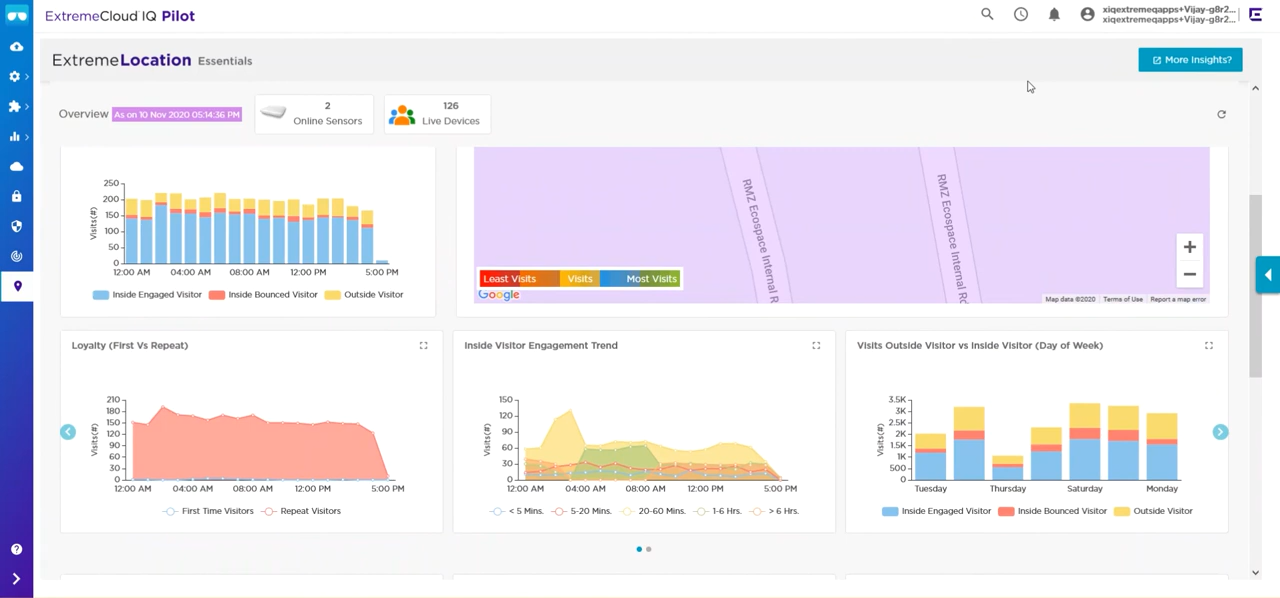 ExtremeCloud IQ Pilot
xiqextremeqapps+Vijay-g8r2...
xiqextremeqapps+Vijay-g8r2...
ExtremeLocation Essentials
More Insights?
Overview As on 10 Nov 2020 05:14:36 PM
2
Online Sensors
126
Live Devices
250
200
150
100
50
0
Visits(#)
12:00 AM 04:00 AM 08:00 AM 12:00 PM 5:00 PM
Inside Engaged Visitor Inside Bounced Visitor Outside Visitor
RMZ Ecospace Internal R
RMZ Ecospace Internal Ro
+
−
Least Visits Visits Most Visits
Google
Map data ©2020 Terms of Use Report a map error
Loyalty (First Vs Repeat)
210
180
150
120
90
60
30
0
Visits(#)
12:00 AM 04:00 AM 08:00 AM 12:00 PM 5:00 PM
First Time Visitors Repeat Visitors
Inside Visitor Engagement Trend
150
120
90
60
30
0
Visits(#)
12:00 AM 04:00 AM 08:00 AM 12:00 PM 5:00 PM
< 5 Mins. 5-20 Mins. 20-60 Mins. 1-6 Hrs. > 6 Hrs.
Visits Outside Visitor vs Inside Visitor (Day of Week)
3.5K
3K
2.5K
2K
1.5K
1K
500
0
Visits(#)
Tuesday Thursday Saturday Monday
Inside Engaged Visitor Inside Bounced Visitor Outside Visitor